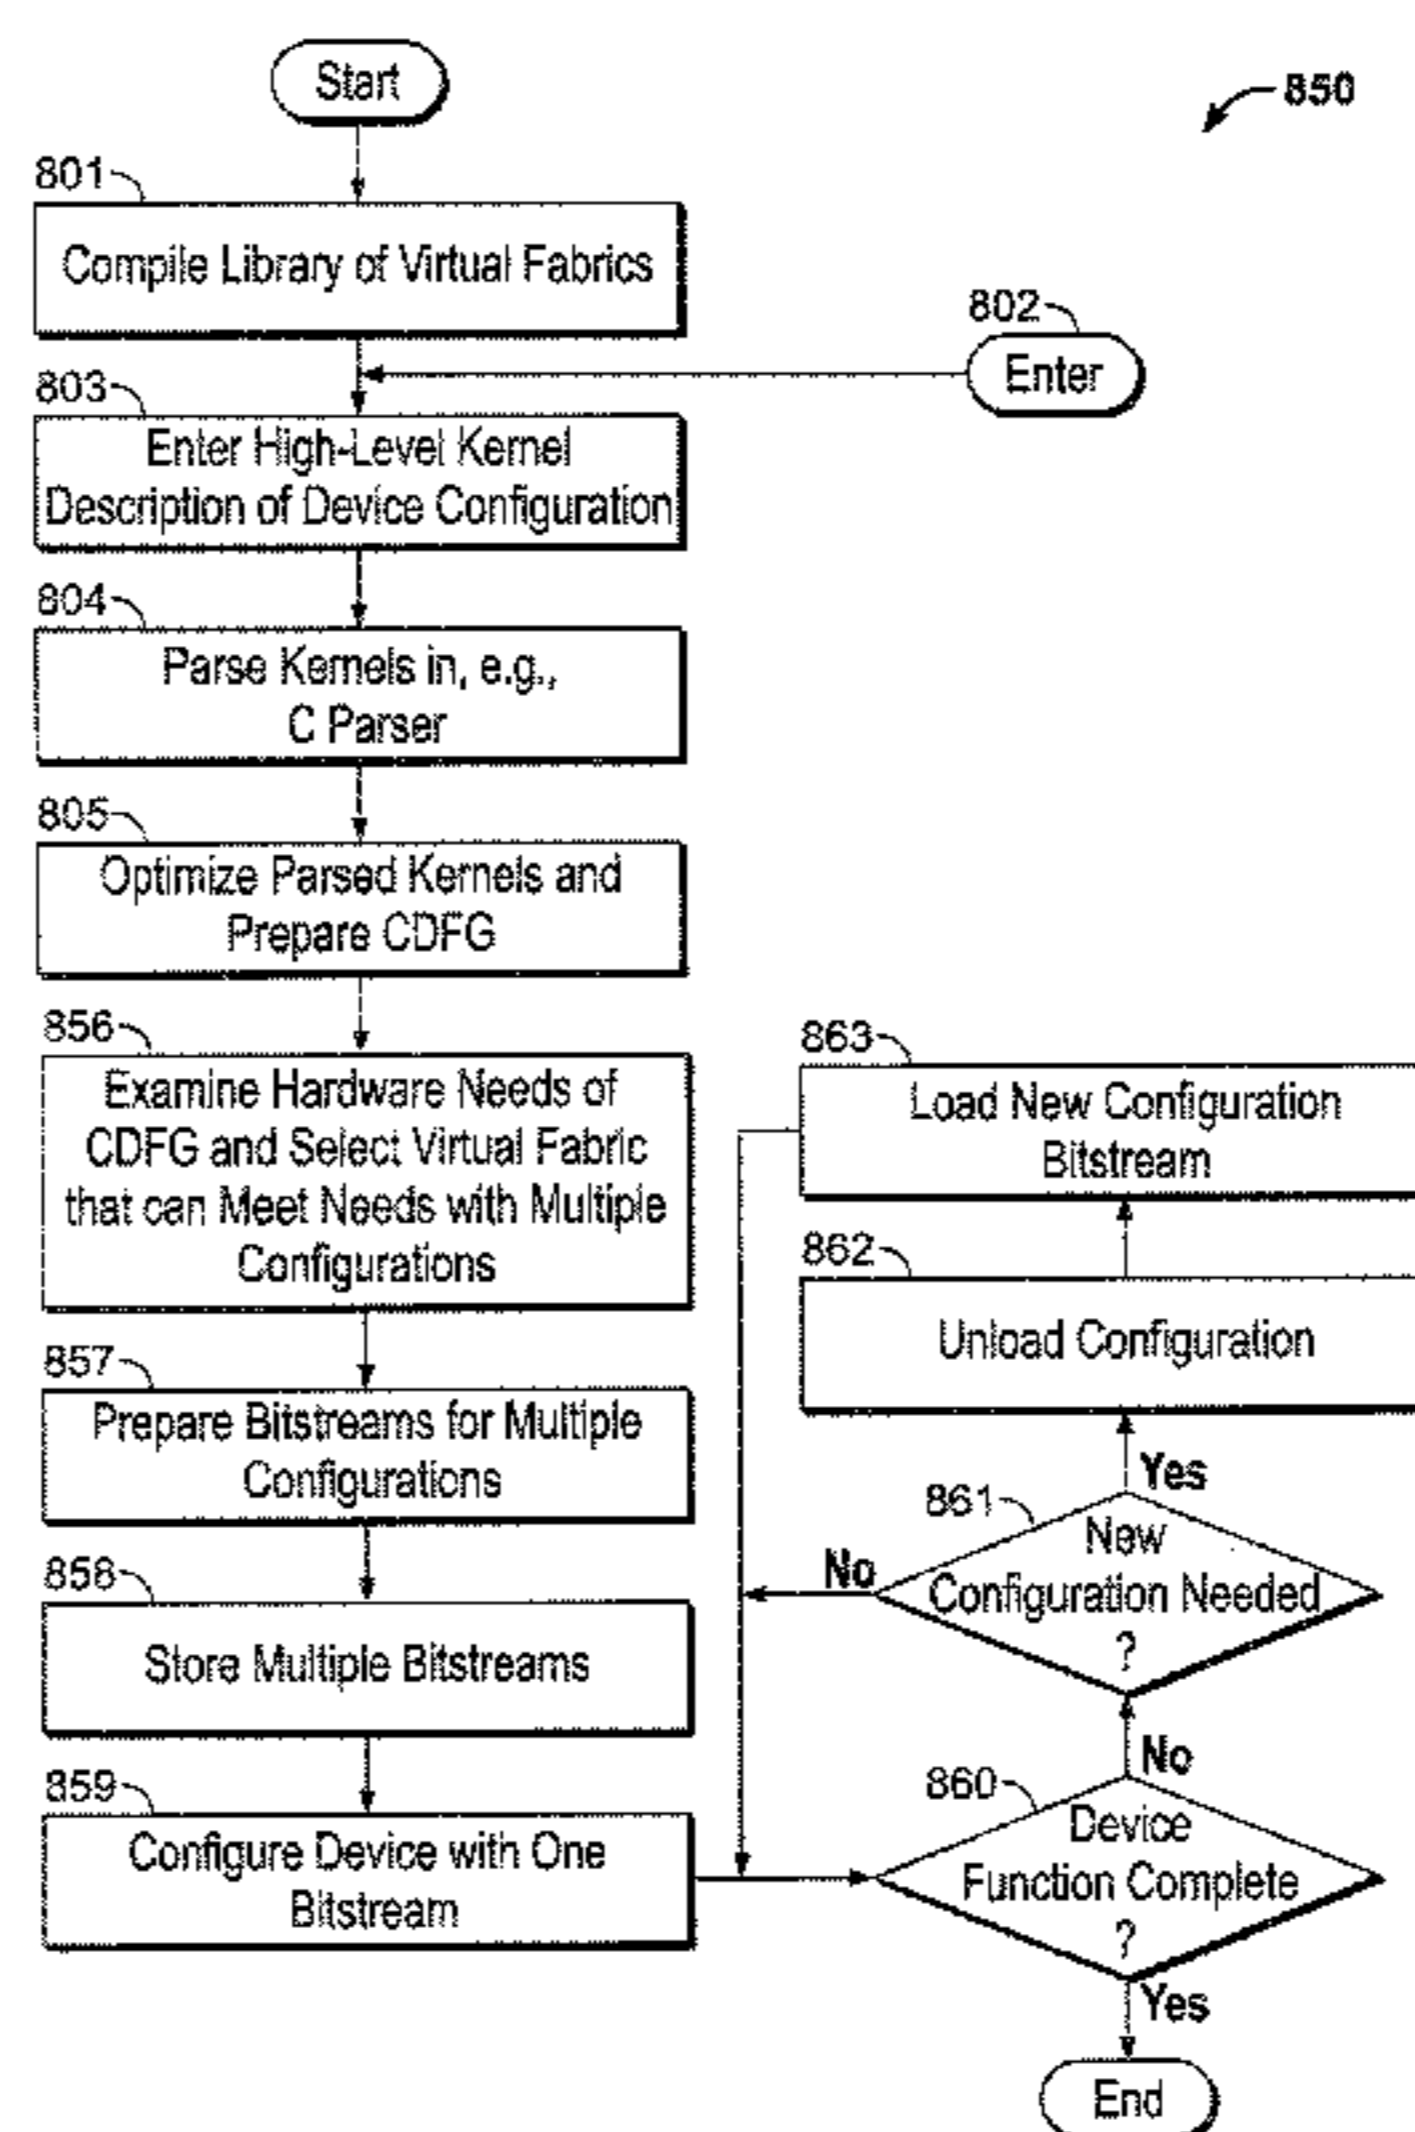 Start
850
801
Compile Library of Virtual Fabrics
802
Enter
803
Enter High-Level Kernel
Description of Device Configuration
804
Parse Kernels in, e.g.,
C Parser
805
Optimize Parsed Kernels and
Prepare CDFG
856
Examine Hardware Needs of
CDFG and Select Virtual Fabric
that can Meet Needs with Multiple
Configurations
857
Prepare Bitstreams for Multiple
Configurations
858
Store Multiple Bitstreams
859
Configure Device with One
Bitstream
863
Load New Configuration
Bitstream
862
Unload Configuration
Yes
861
New
Configuration Needed
?
No
No
860
Device
Function Complete
?
Yes
End